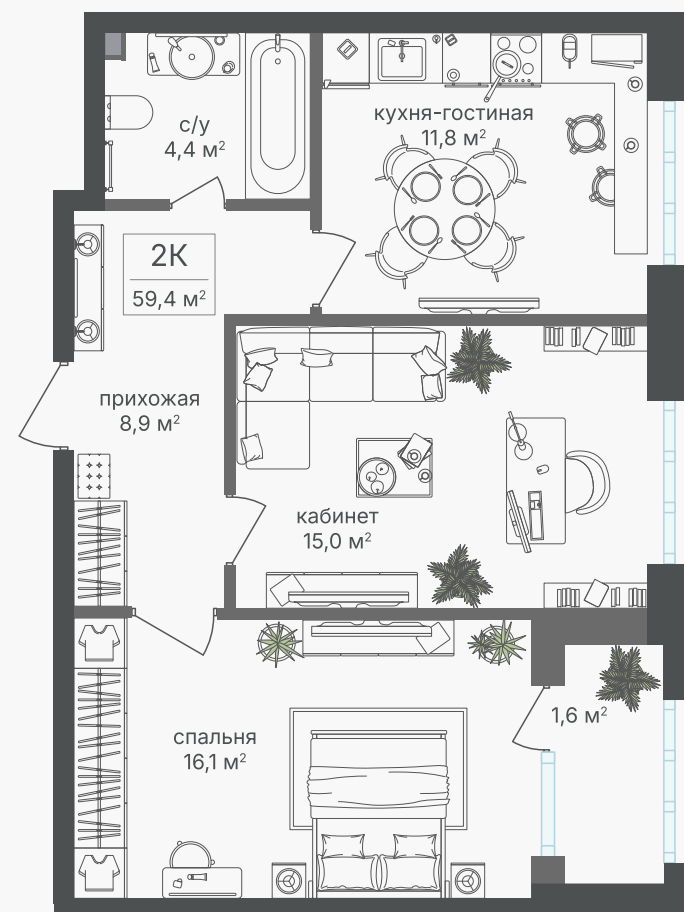 с/у
4,4 м²
кухня-гостиная
11,8 м²
2К
59,4 м²
прихожая
8,9 м²
кабинет
15,0 м²
1,6 м²
спальня
16,1 м²